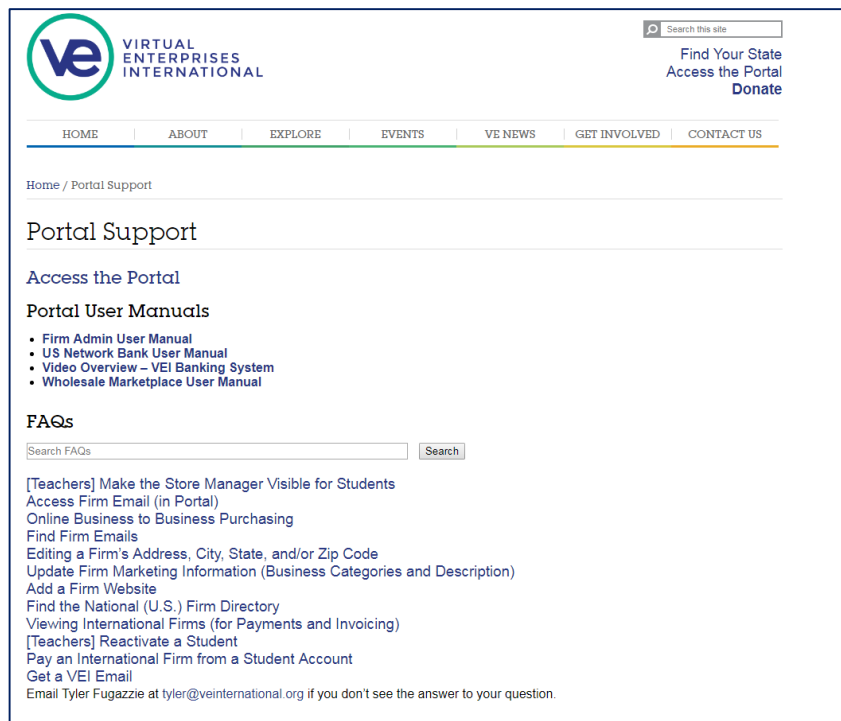 VE
VIRTUAL
ENTERPRISES
INTERNATIONAL
Search this site
Find Your State
Access the Portal
Donate
HOME ABOUT EXPLORE EVENTS VE NEWS GET INVOLVED CONTACT US
Home / Portal Support
Portal Support
Access the Portal
Portal User Manuals
• Firm Admin User Manual
• US Network Bank User Manual
• Video Overview – VEI Banking System
• Wholesale Marketplace User Manual
FAQs
Search FAQs Search
[Teachers] Make the Store Manager Visible for Students
Access Firm Email (in Portal)
Online Business to Business Purchasing
Find Firm Emails
Editing a Firm's Address, City, State, and/or Zip Code
Update Firm Marketing Information (Business Categories and Description)
Add a Firm Website
Find the National (U.S.) Firm Directory
Viewing International Firms (for Payments and Invoicing)
[Teachers] Reactivate a Student
Pay an International Firm from a Student Account
Get a VEI Email
Email Tyler Fugazzie at tyler@veinternational.org if you don't see the answer to your question.